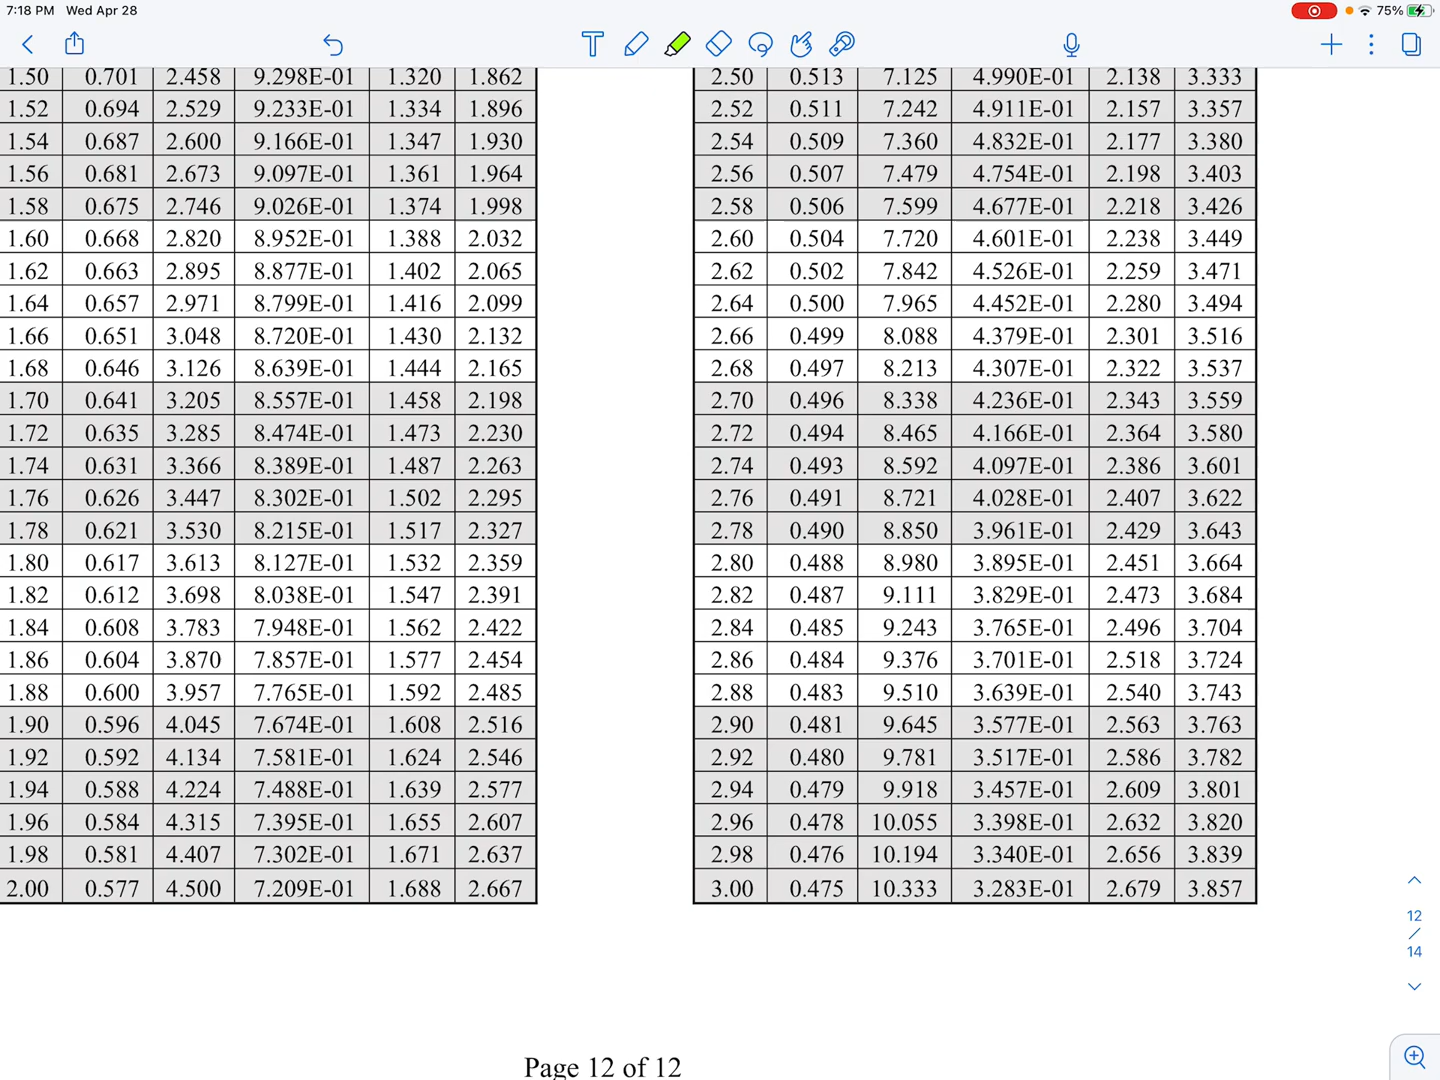 7:18 PM Wed Apr 28
75%
1.50 0.701 2.458 9.298E-01 1.320 1.862
1.52 0.694 2.529 9.233E-01 1.334 1.896
1.54 0.687 2.600 9.166E-01 1.347 1.930
1.56 0.681 2.673 9.097E-01 1.361 1.964
1.58 0.675 2.746 9.026E-01 1.374 1.998
1.60 0.668 2.820 8.952E-01 1.388 2.032
1.62 0.663 2.895 8.877E-01 1.402 2.065
1.64 0.657 2.971 8.799E-01 1.416 2.099
1.66 0.651 3.048 8.720E-01 1.430 2.132
1.68 0.646 3.126 8.639E-01 1.444 2.165
1.70 0.641 3.205 8.557E-01 1.458 2.198
1.72 0.635 3.285 8.474E-01 1.473 2.230
1.74 0.631 3.366 8.389E-01 1.487 2.263
1.76 0.626 3.447 8.302E-01 1.502 2.295
1.78 0.621 3.530 8.215E-01 1.517 2.327
1.80 0.617 3.613 8.127E-01 1.532 2.359
1.82 0.612 3.698 8.038E-01 1.547 2.391
1.84 0.608 3.783 7.948E-01 1.562 2.422
1.86 0.604 3.870 7.857E-01 1.577 2.454
1.88 0.600 3.957 7.765E-01 1.592 2.485
1.90 0.596 4.045 7.674E-01 1.608 2.516
1.92 0.592 4.134 7.581E-01 1.624 2.546
1.94 0.588 4.224 7.488E-01 1.639 2.577
1.96 0.584 4.315 7.395E-01 1.655 2.607
1.98 0.581 4.407 7.302E-01 1.671 2.637
2.00 0.577 4.500 7.209E-01 1.688 2.667
2.50 0.513 7.125 4.990E-01 2.138 3.333
2.52 0.511 7.242 4.911E-01 2.157 3.357
2.54 0.509 7.360 4.832E-01 2.177 3.380
2.56 0.507 7.479 4.754E-01 2.198 3.403
2.58 0.506 7.599 4.677E-01 2.218 3.426
2.60 0.504 7.720 4.601E-01 2.238 3.449
2.62 0.502 7.842 4.526E-01 2.259 3.471
2.64 0.500 7.965 4.452E-01 2.280 3.494
2.66 0.499 8.088 4.379E-01 2.301 3.516
2.68 0.497 8.213 4.307E-01 2.322 3.537
2.70 0.496 8.338 4.236E-01 2.343 3.559
2.72 0.494 8.465 4.166E-01 2.364 3.580
2.74 0.493 8.592 4.097E-01 2.386 3.601
2.76 0.491 8.721 4.028E-01 2.407 3.622
2.78 0.490 8.850 3.961E-01 2.429 3.643
2.80 0.488 8.980 3.895E-01 2.451 3.664
2.82 0.487 9.111 3.829E-01 2.473 3.684
2.84 0.485 9.243 3.765E-01 2.496 3.704
2.86 0.484 9.376 3.701E-01 2.518 3.724
2.88 0.483 9.510 3.639E-01 2.540 3.743
2.90 0.481 9.645 3.577E-01 2.563 3.763
2.92 0.480 9.781 3.517E-01 2.586 3.782
2.94 0.479 9.918 3.457E-01 2.609 3.801
2.96 0.478 10.055 3.398E-01 2.632 3.820
2.98 0.476 10.194 3.340E-01 2.656 3.839
3.00 0.475 10.333 3.283E-01 2.679 3.857
12
/
14
Page 12 of 12